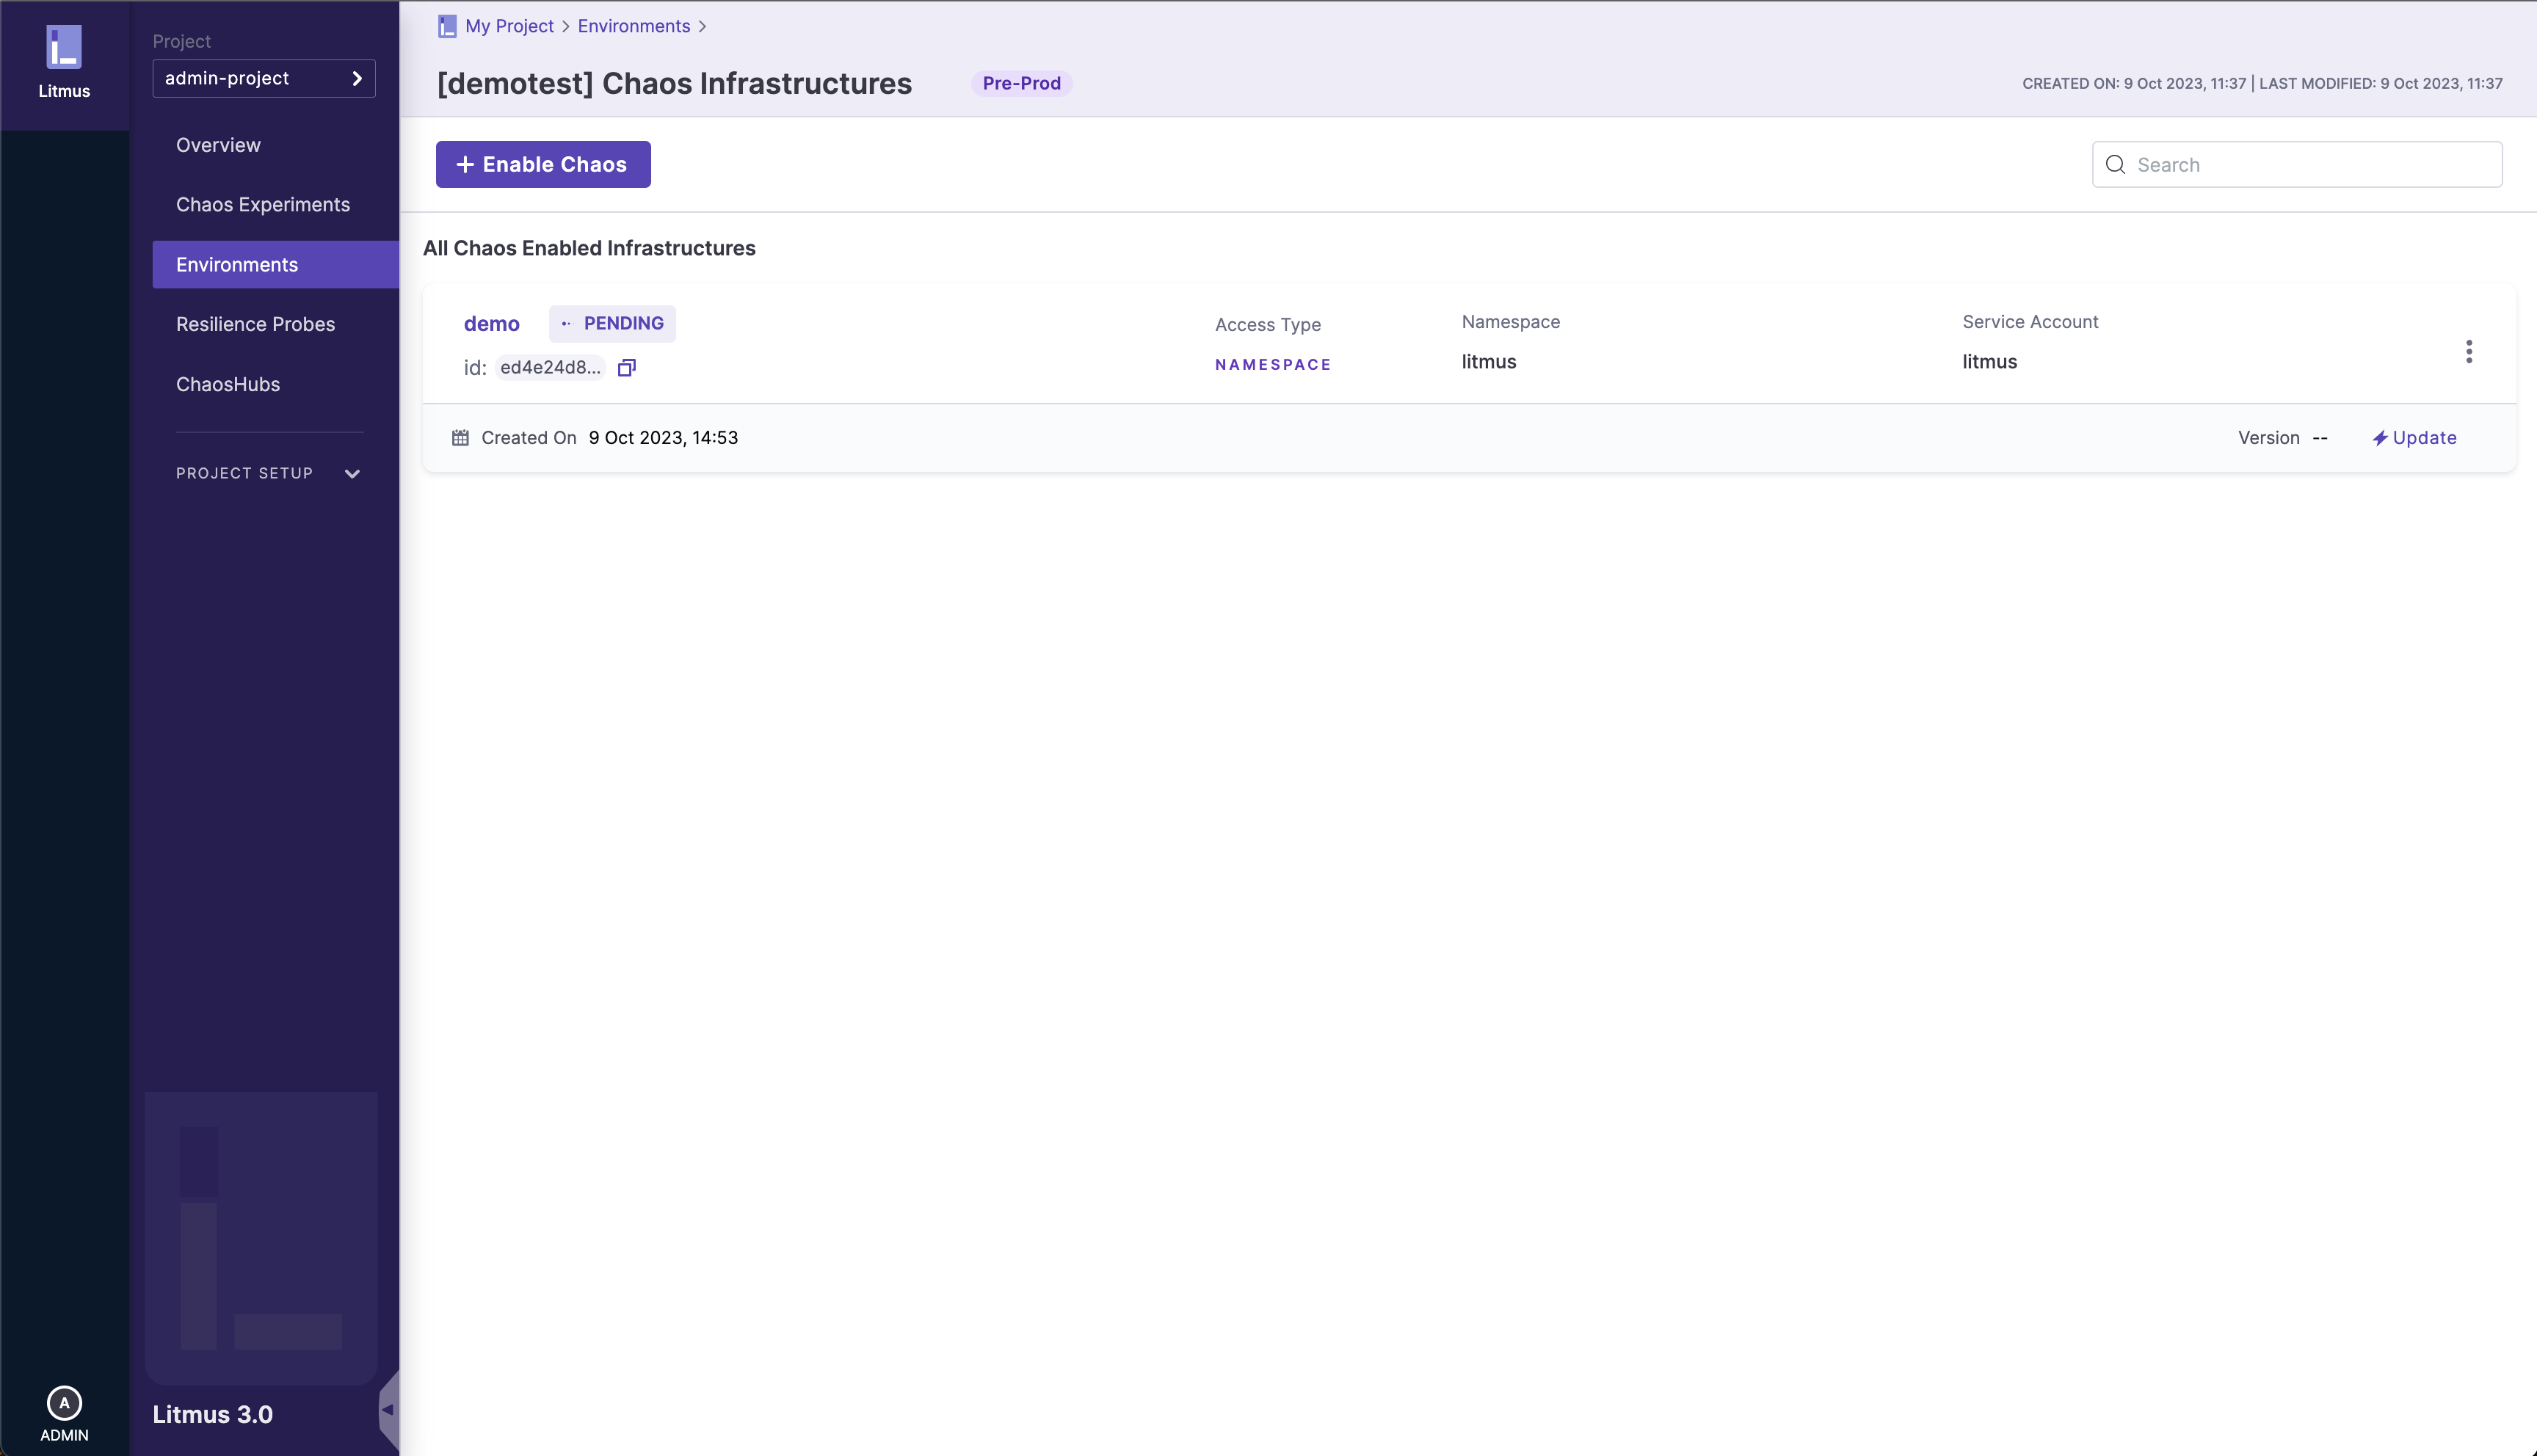 Litmus
Project
admin-project
Overview
Chaos Experiments
Environments
Resilience Probes
ChaosHubs
PROJECT SETUP
Litmus 3.0
A
ADMIN
My Project > Environments >
[demotest] Chaos Infrastructures Pre-Prod
CREATED ON: 9 Oct 2023, 11:37 | LAST MODIFIED: 9 Oct 2023, 11:37
+ Enable Chaos
Search
All Chaos Enabled Infrastructures
demo PENDING
id: ed4e24d8...
Access Type
NAMESPACE
Namespace
litmus
Service Account
litmus
Created On 9 Oct 2023, 14:53
Version --
Update